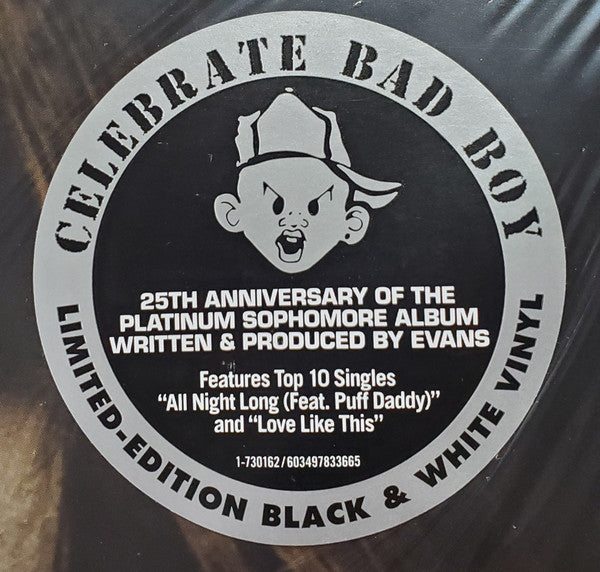 CELEBRATE BAD BOY
25TH ANNIVERSARY OF THE
PLATINUM SOPHOMORE ALBUM
WRITTEN & PRODUCED BY EVANS
Features Top 10 Singles
“All Night Long (Feat. Puff Daddy)”
and “Love Like This”
1-730162/603497833665
LIMITED-EDITION BLACK & WHITE VINYL